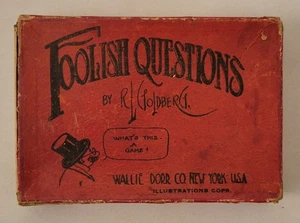 FOOLISH QUESTIONS
BY R L GOLDBERG.
WHAT'S THIS
A
GAME?
WALLIE DORR CO. NEW YORK. U.S.A.
ILLUSTRATIONS COPR.